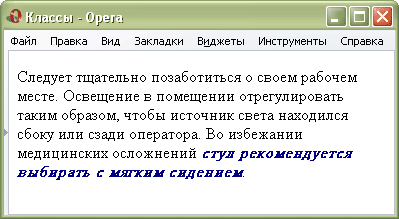 Классы - Opera
Файл Правка Вид Закладки Виджеты Инструменты Справка
Следует тщательно позаботиться о своем рабочем
месте. Освещение в помещении отрегулировать
таким образом, чтобы источник света находился
сбоку или сзади оператора. Во избежании
медицинских осложнений стул рекомендуется
выбирать с мягким сидением.